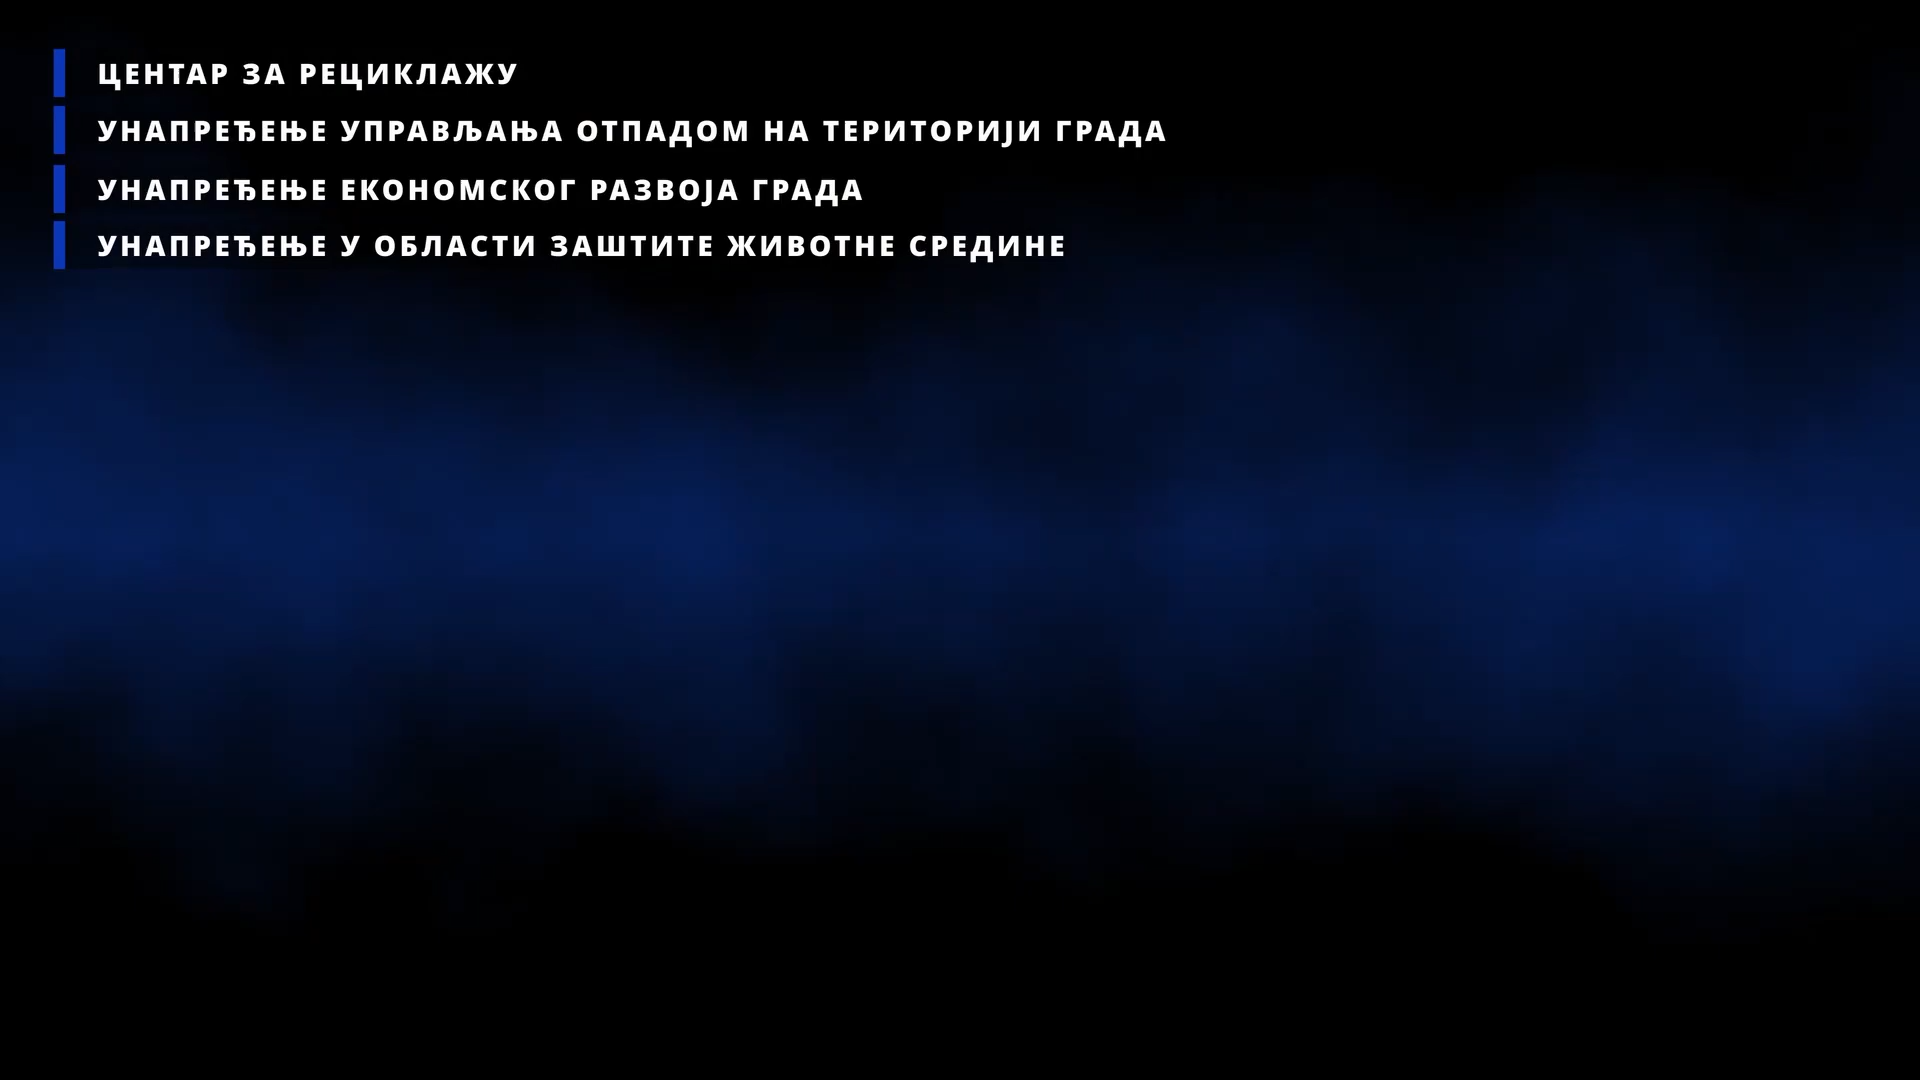 ЦЕНТАР ЗА РЕЦИКЛАЖУ
УНАПРЕЂЕЊЕ УПРАВЉАЊА ОТПАДОМ НА ТЕРИТОРИЈИ ГРАДА
УНАПРЕЂЕЊЕ ЕКОНОМСКОГ РАЗВОЈА ГРАДА
УНАПРЕЂЕЊЕ У ОБЛАСТИ ЗАШТИТЕ ЖИВОТНЕ СРЕДИНЕ